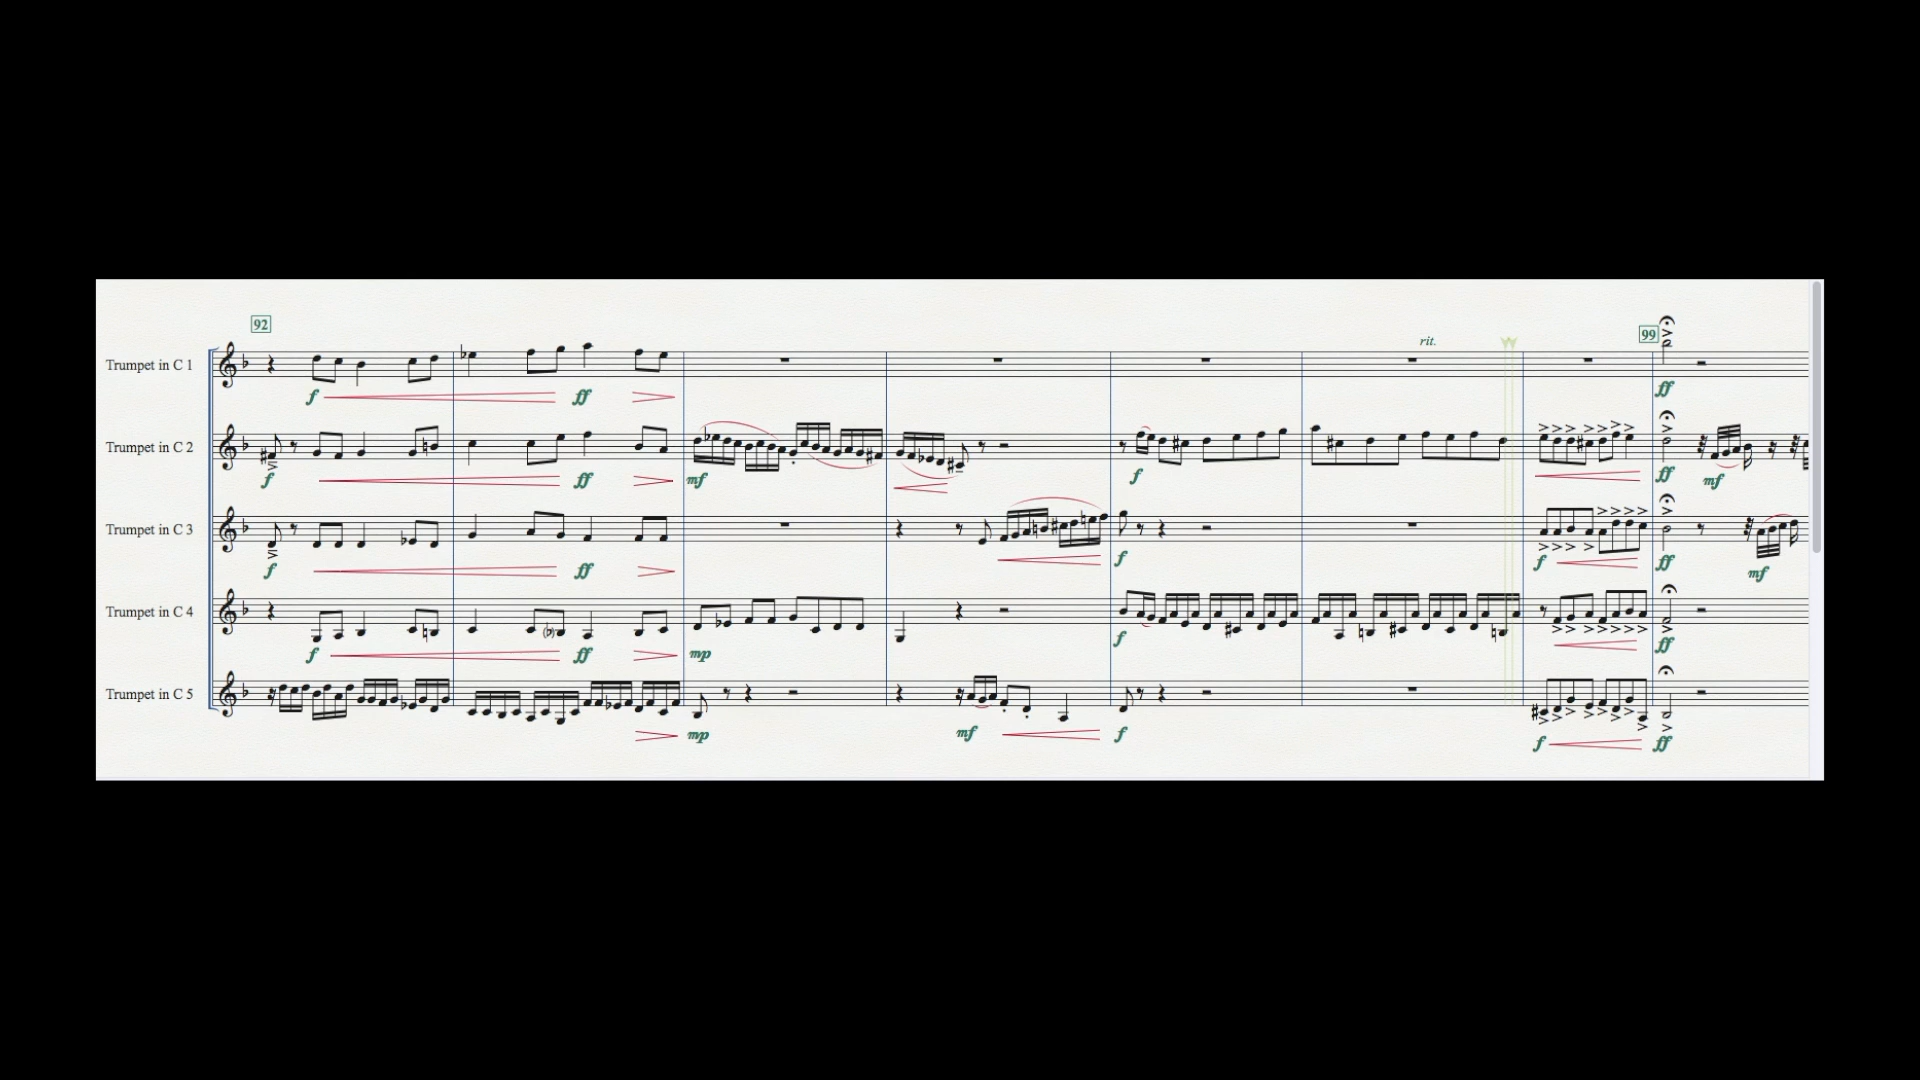 92
rit.
99
Trumpet in C 1
f ff ff
Trumpet in C 2
f ff mf f ff mf
Trumpet in C 3
f ff f f ff mf
Trumpet in C 4
f ff mp f ff
Trumpet in C 5
mp mf f f ff